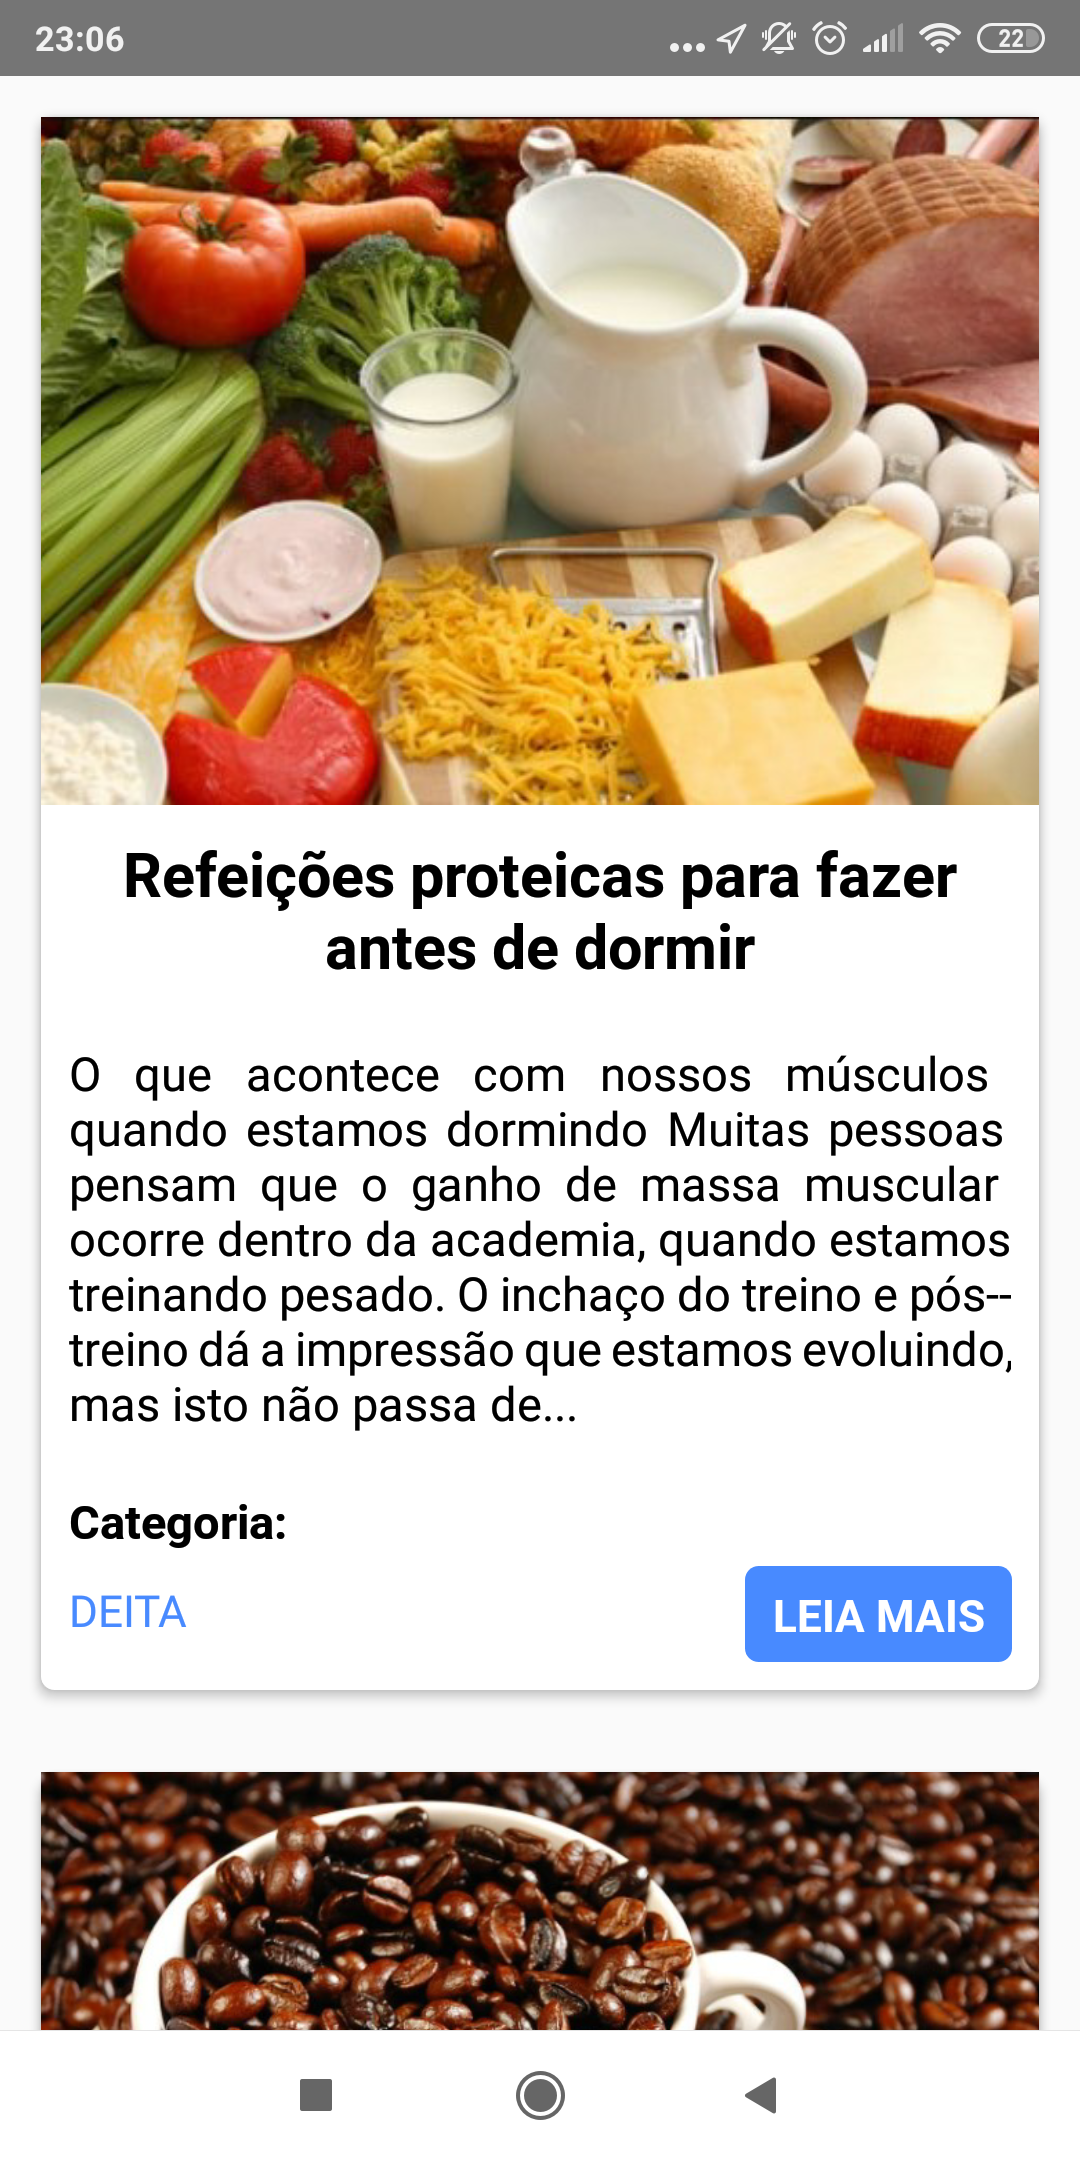 23:06
22
Refeições proteicas para fazer
antes de dormir
O que acontece com nossos músculos
quando estamos dormindo Muitas pessoas
pensam que o ganho de massa muscular
ocorre dentro da academia, quando estamos
treinando pesado. O inchaço do treino e pós--
treino dá a impressão que estamos evoluindo,
mas isto não passa de...
Categoria:
DEITA
LEIA MAIS